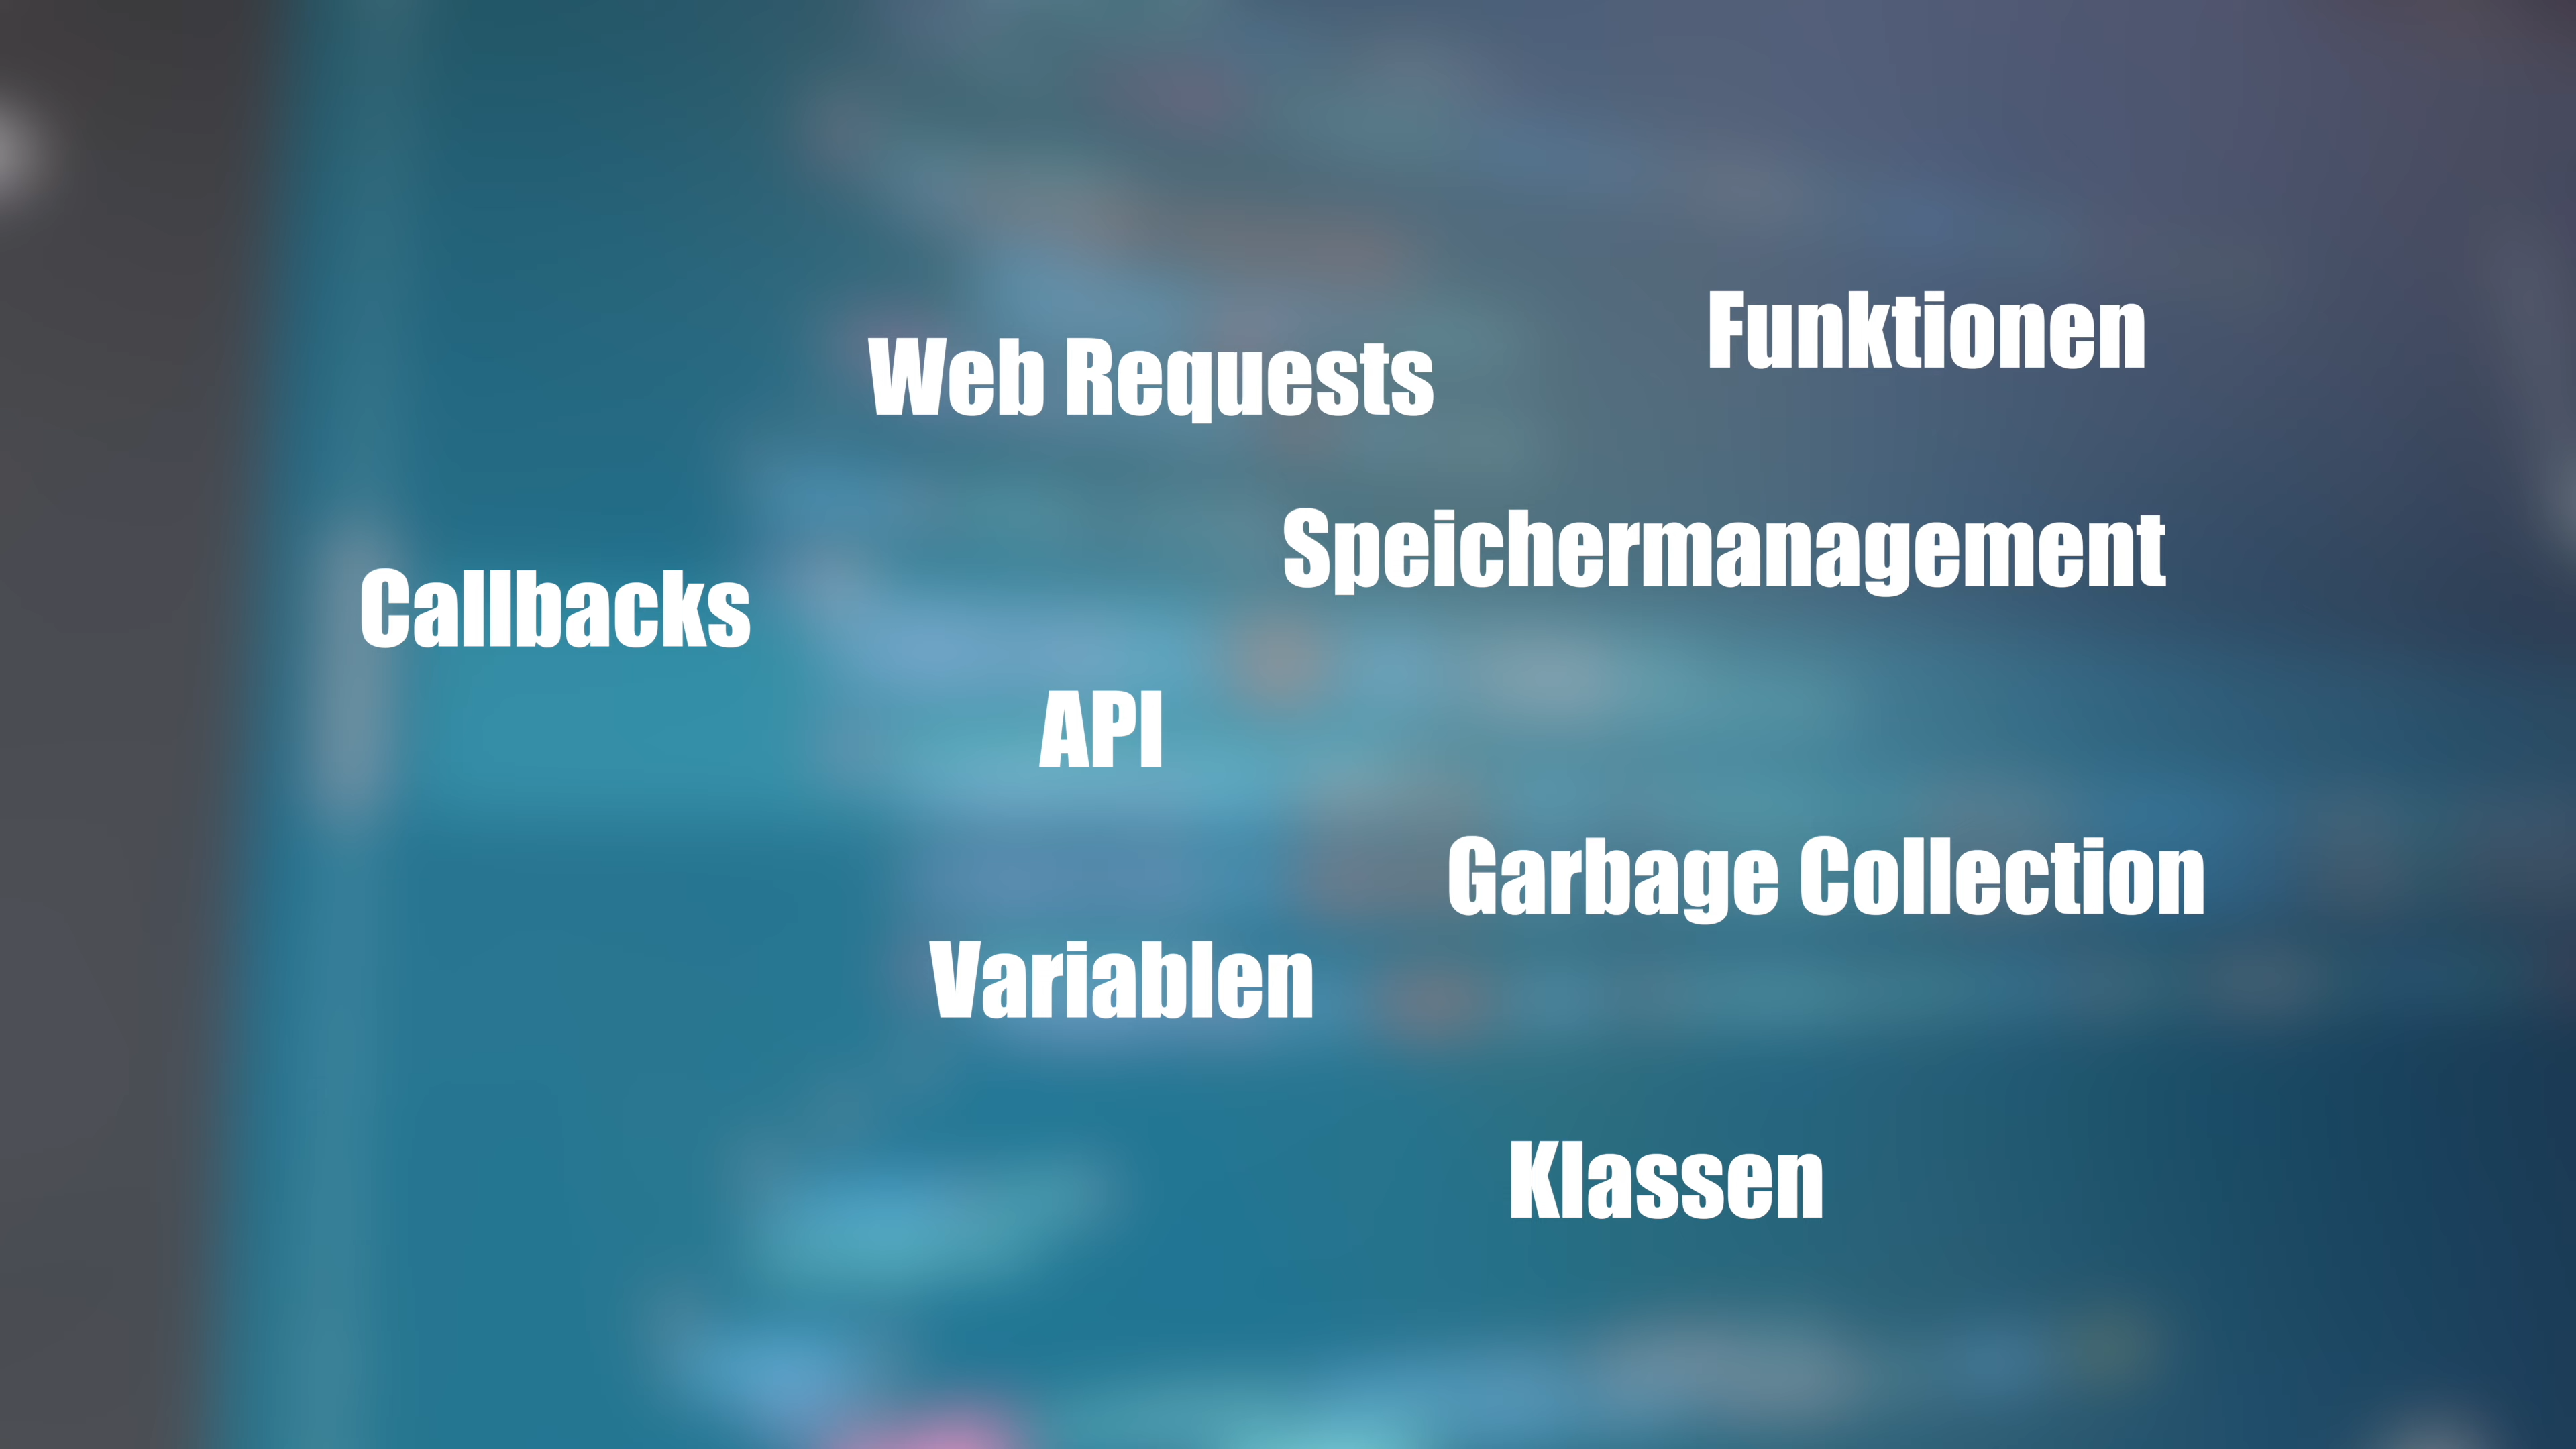 Funktionen
Web Requests
Speichermanagement
Callbacks
API
Garbage Collection
Variablen
Klassen